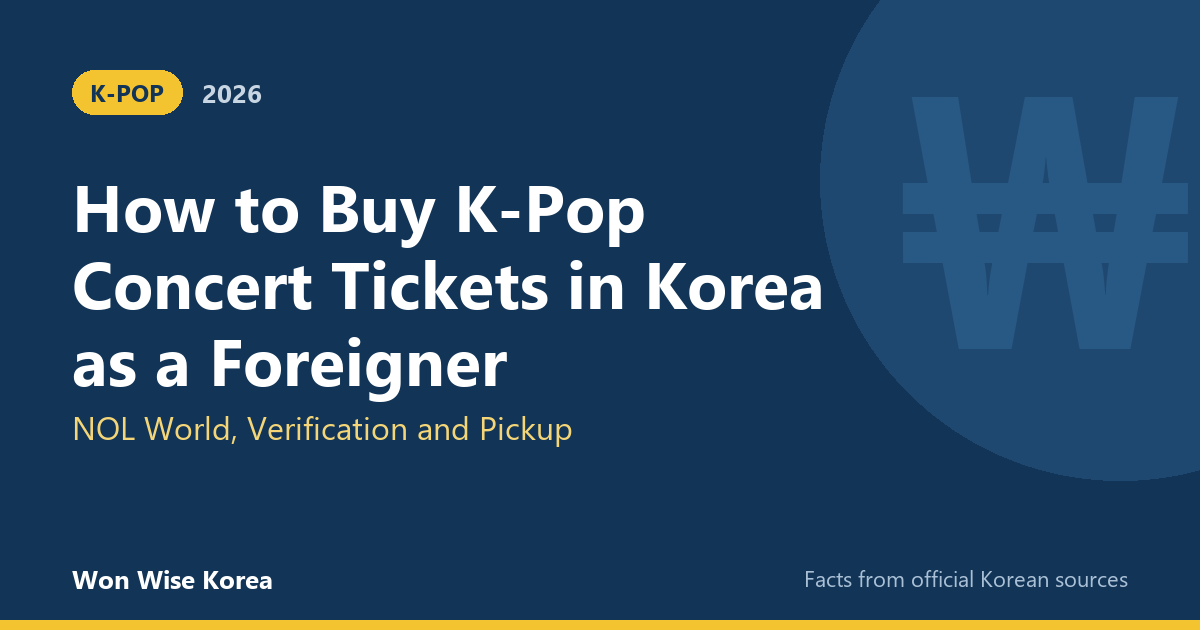 K-POP 2026
How to Buy K-Pop
Concert Tickets in Korea
as a Foreigner
NOL World, Verification and Pickup
₩
Won Wise Korea
Facts from official Korean sources